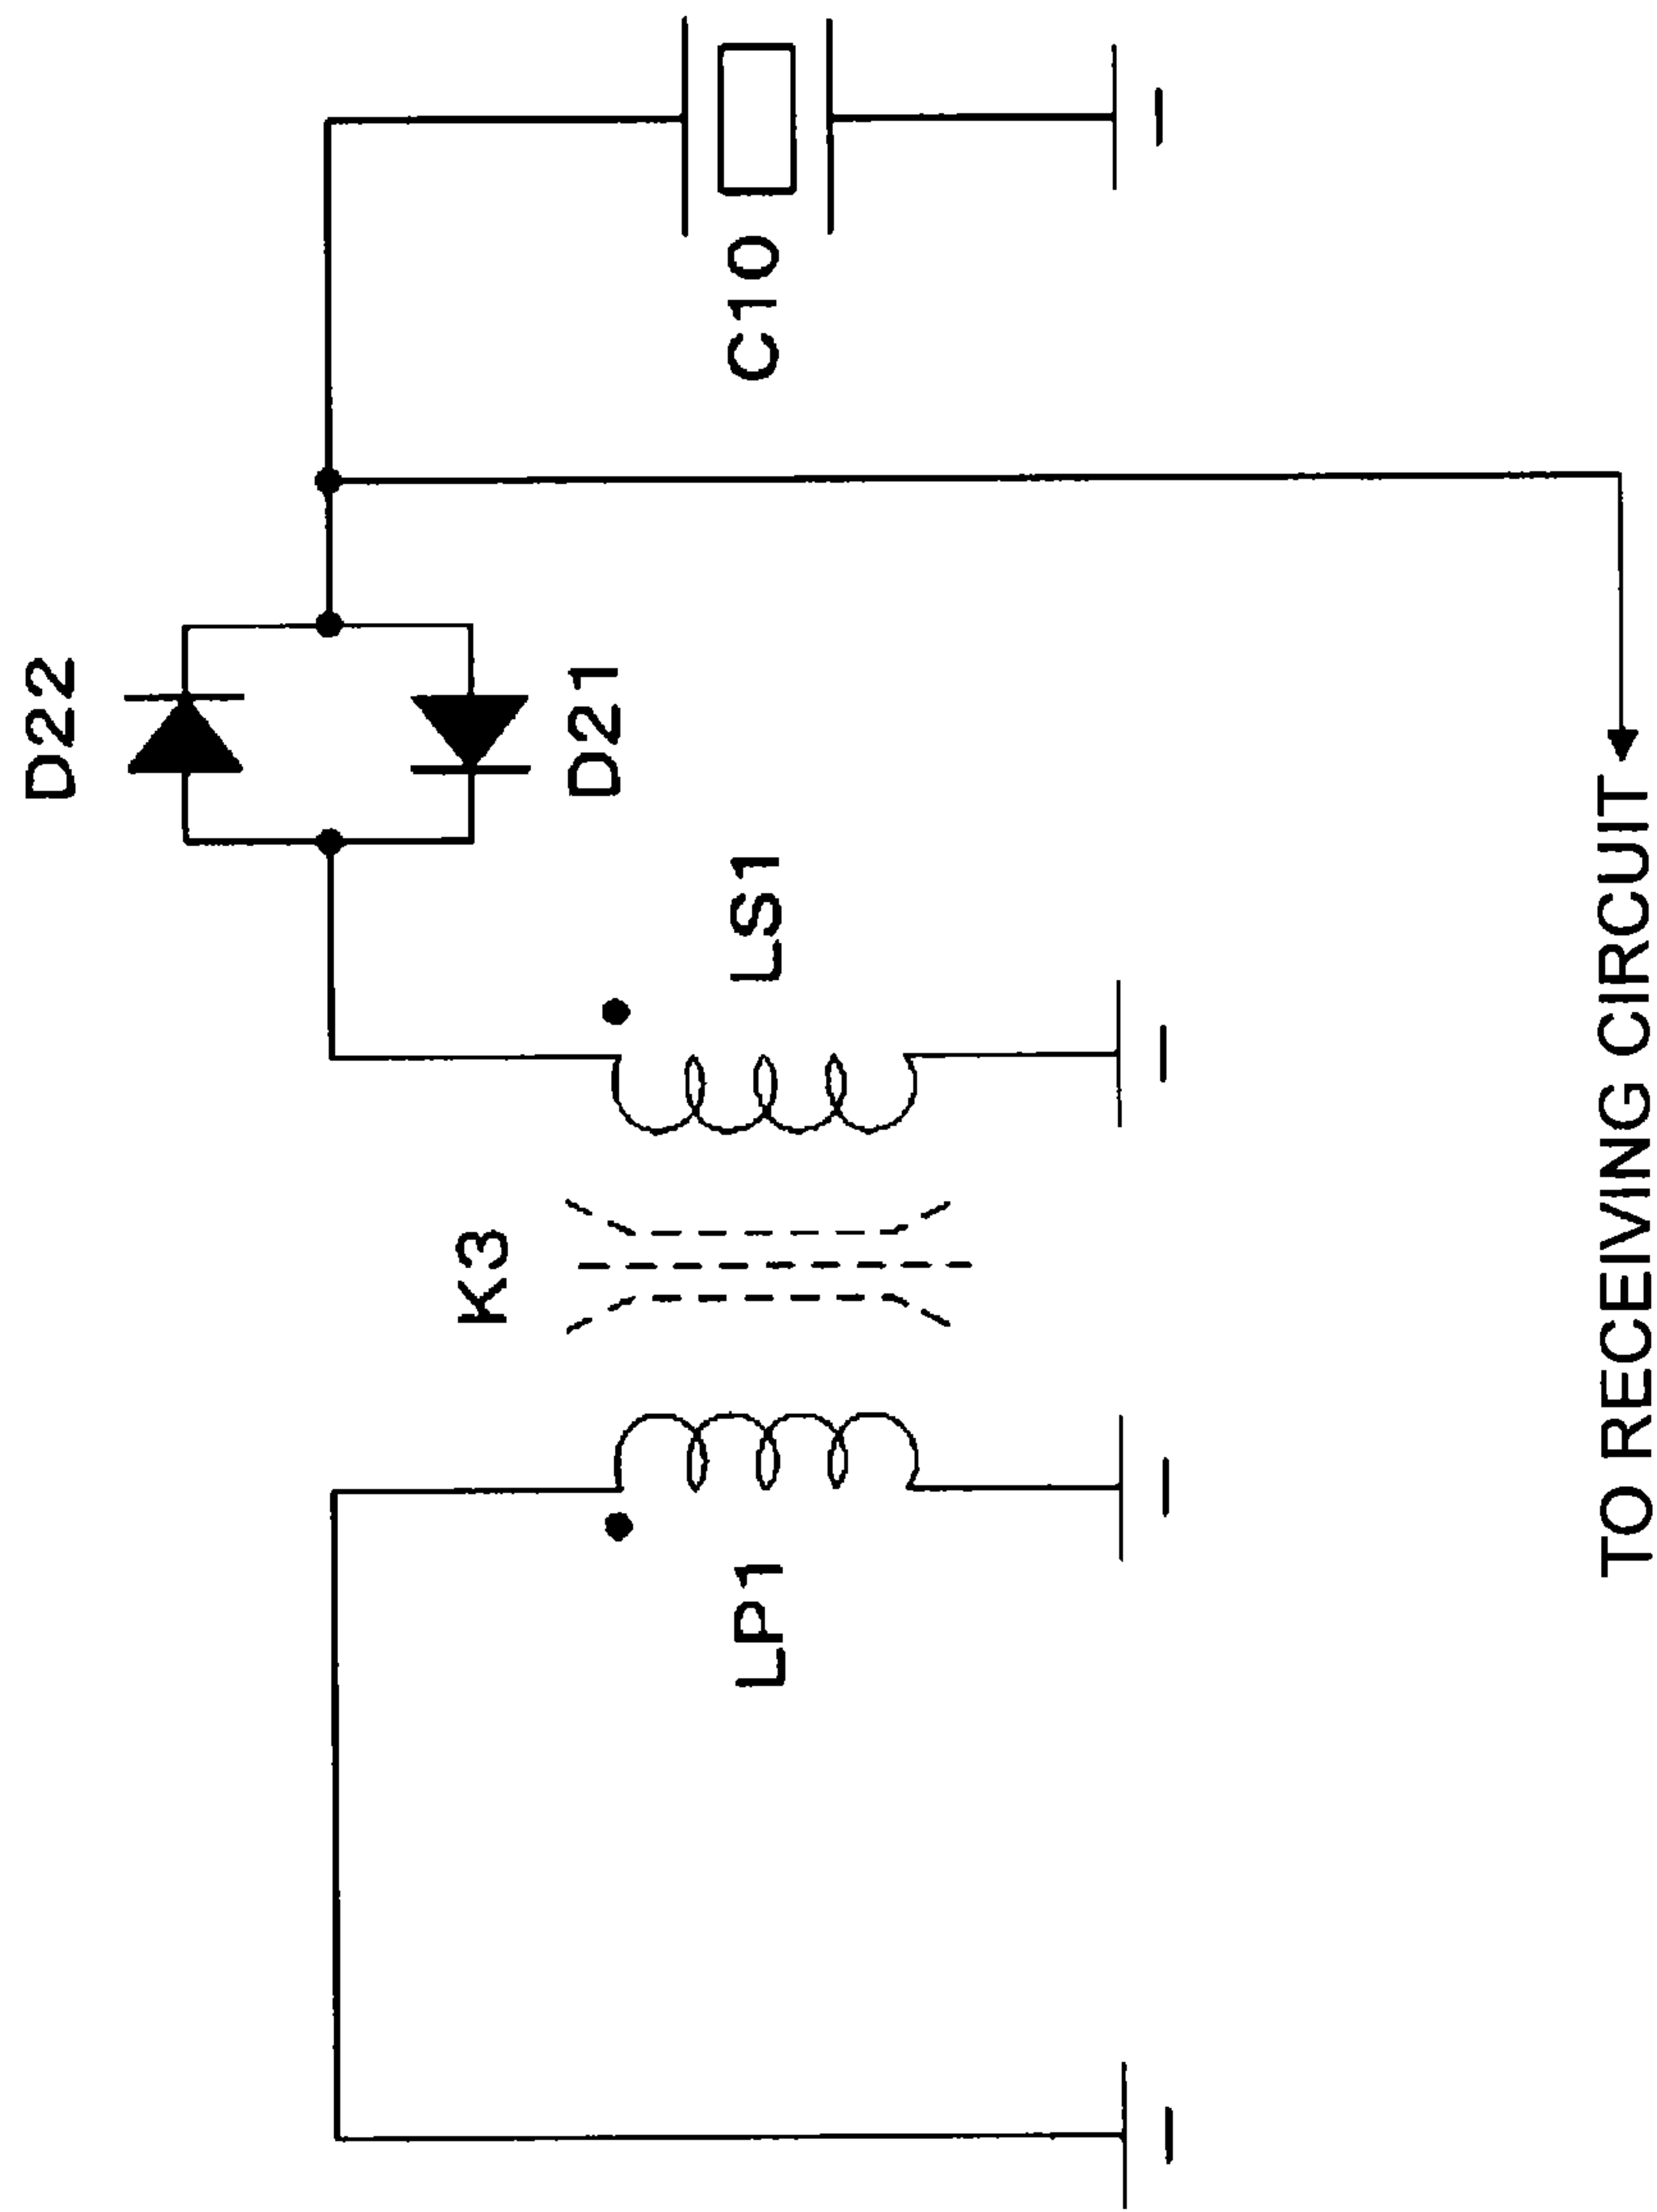 D22
D21
K3
LP1
LS1
C10
TO RECEIVING CIRCUIT